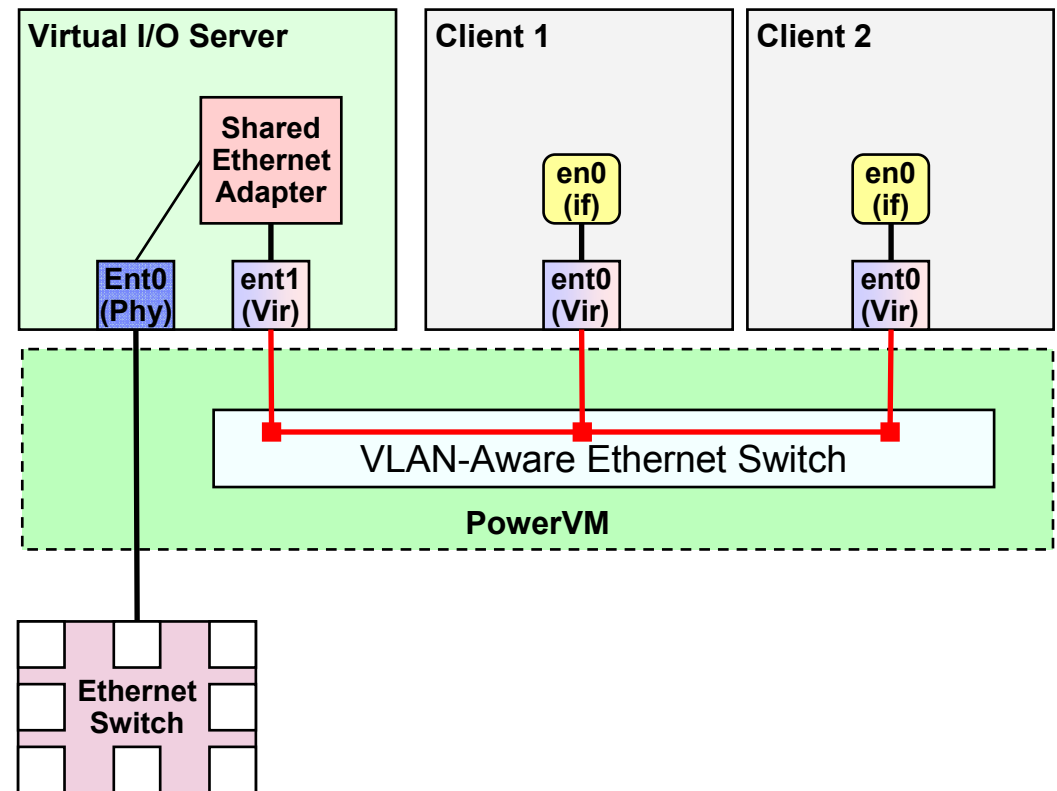 Virtual I/O Server
Shared
Ethernet
Adapter
Ent0
(Phy)
ent1
(Vir)
Client 1
en0
(if)
ent0
(Vir)
Client 2
en0
(if)
ent0
(Vir)
VLAN-Aware Ethernet Switch
PowerVM
Ethernet
Switch